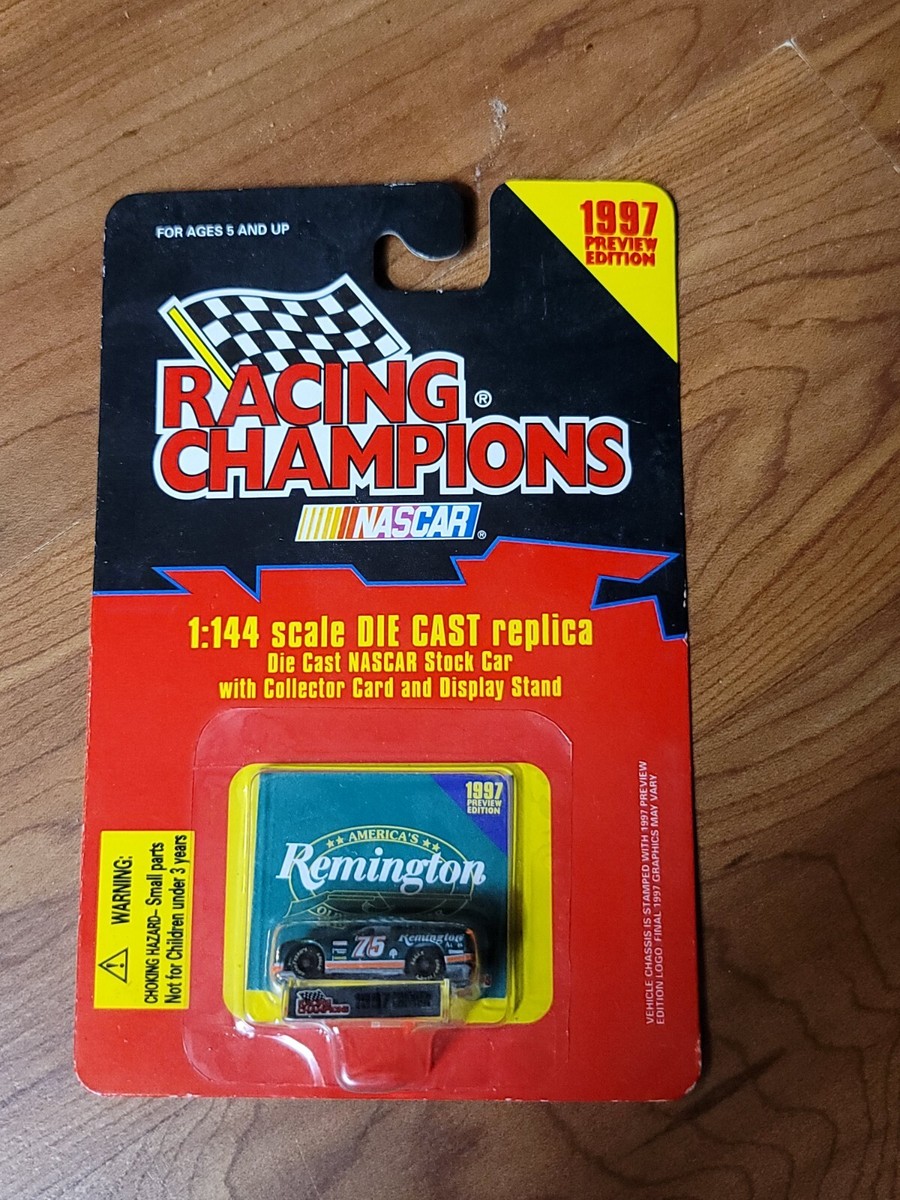 FOR AGES 5 AND UP
1997
PREVIEW
EDITION
RACING ®
CHAMPIONS
NASCAR ®
1:144 scale DIE CAST replica
Die Cast NASCAR Stock Car
with Collector Card and Display Stand
1997
PREVIEW
EDITION
AMERICA'S
Remington
75
Remington
RACING
CHAMPIONS
®
WARNING:
CHOKING HAZARD– Small parts
Not for Children under 3 years
VEHICLE CHASSIS IS STAMPED WITH 1997 PREVIEW
EDITION LOGO. FINAL 1997 GRAPHICS MAY VARY